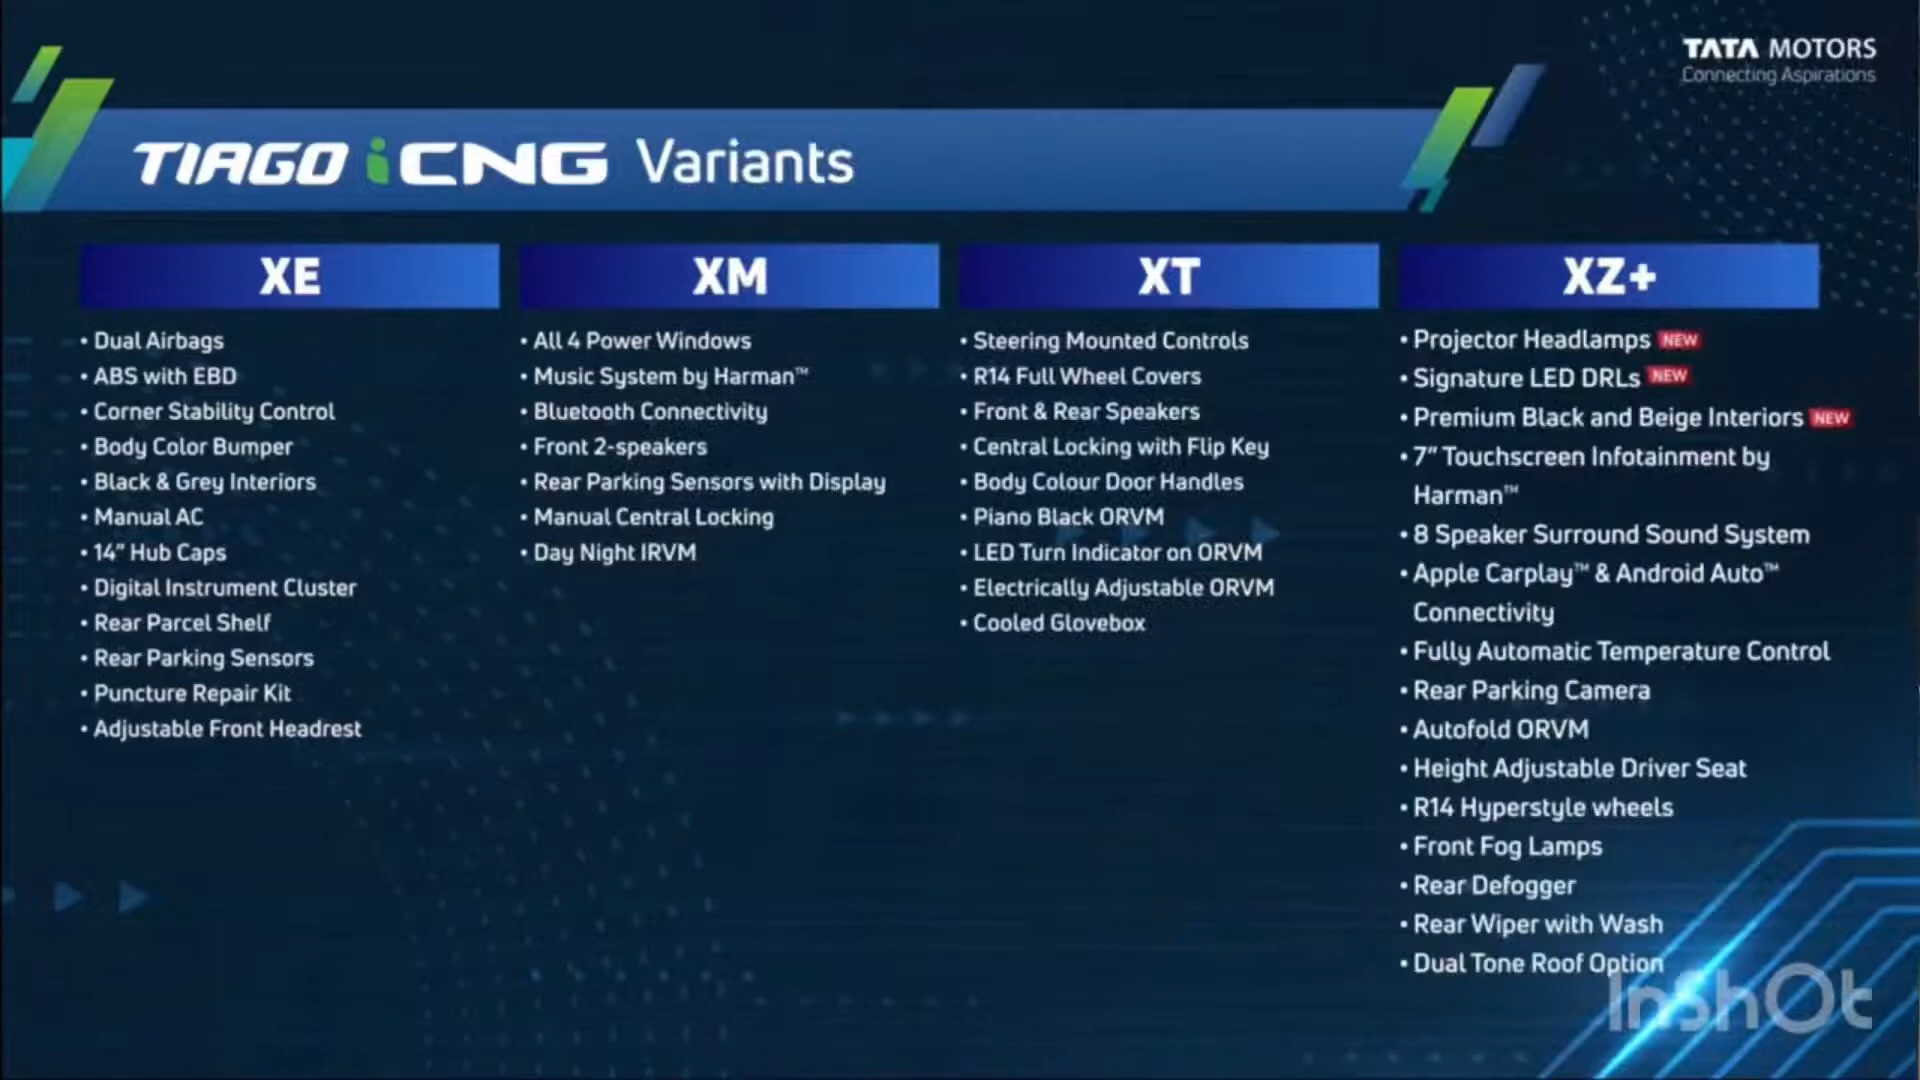 TATA MOTORS
Connecting Aspirations
TIAGO iCNG Variants
XE
• Dual Airbags
• ABS with EBD
• Corner Stability Control
• Body Color Bumper
• Black & Grey Interiors
• Manual AC
• 14” Hub Caps
• Digital Instrument Cluster
• Rear Parcel Shelf
• Rear Parking Sensors
• Puncture Repair Kit
• Adjustable Front Headrest
XM
• All 4 Power Windows
• Music System by Harman™
• Bluetooth Connectivity
• Front 2-speakers
• Rear Parking Sensors with Display
• Manual Central Locking
• Day Night IRVM
XT
• Steering Mounted Controls
• R14 Full Wheel Covers
• Front & Rear Speakers
• Central Locking with Flip Key
• Body Colour Door Handles
• Piano Black ORVM
• LED Turn Indicator on ORVM
• Electrically Adjustable ORVM
• Cooled Glovebox
XZ+
• Projector Headlamps NEW
• Signature LED DRLs NEW
• Premium Black and Beige Interiors NEW
• 7” Touchscreen Infotainment by
Harman™
• 8 Speaker Surround Sound System
• Apple Carplay™ & Android Auto™
Connectivity
• Fully Automatic Temperature Control
• Rear Parking Camera
• Autofold ORVM
• Height Adjustable Driver Seat
• R14 Hyperstyle wheels
• Front Fog Lamps
• Rear Defogger
• Rear Wiper with Wash
• Dual Tone Roof Option
InShOt